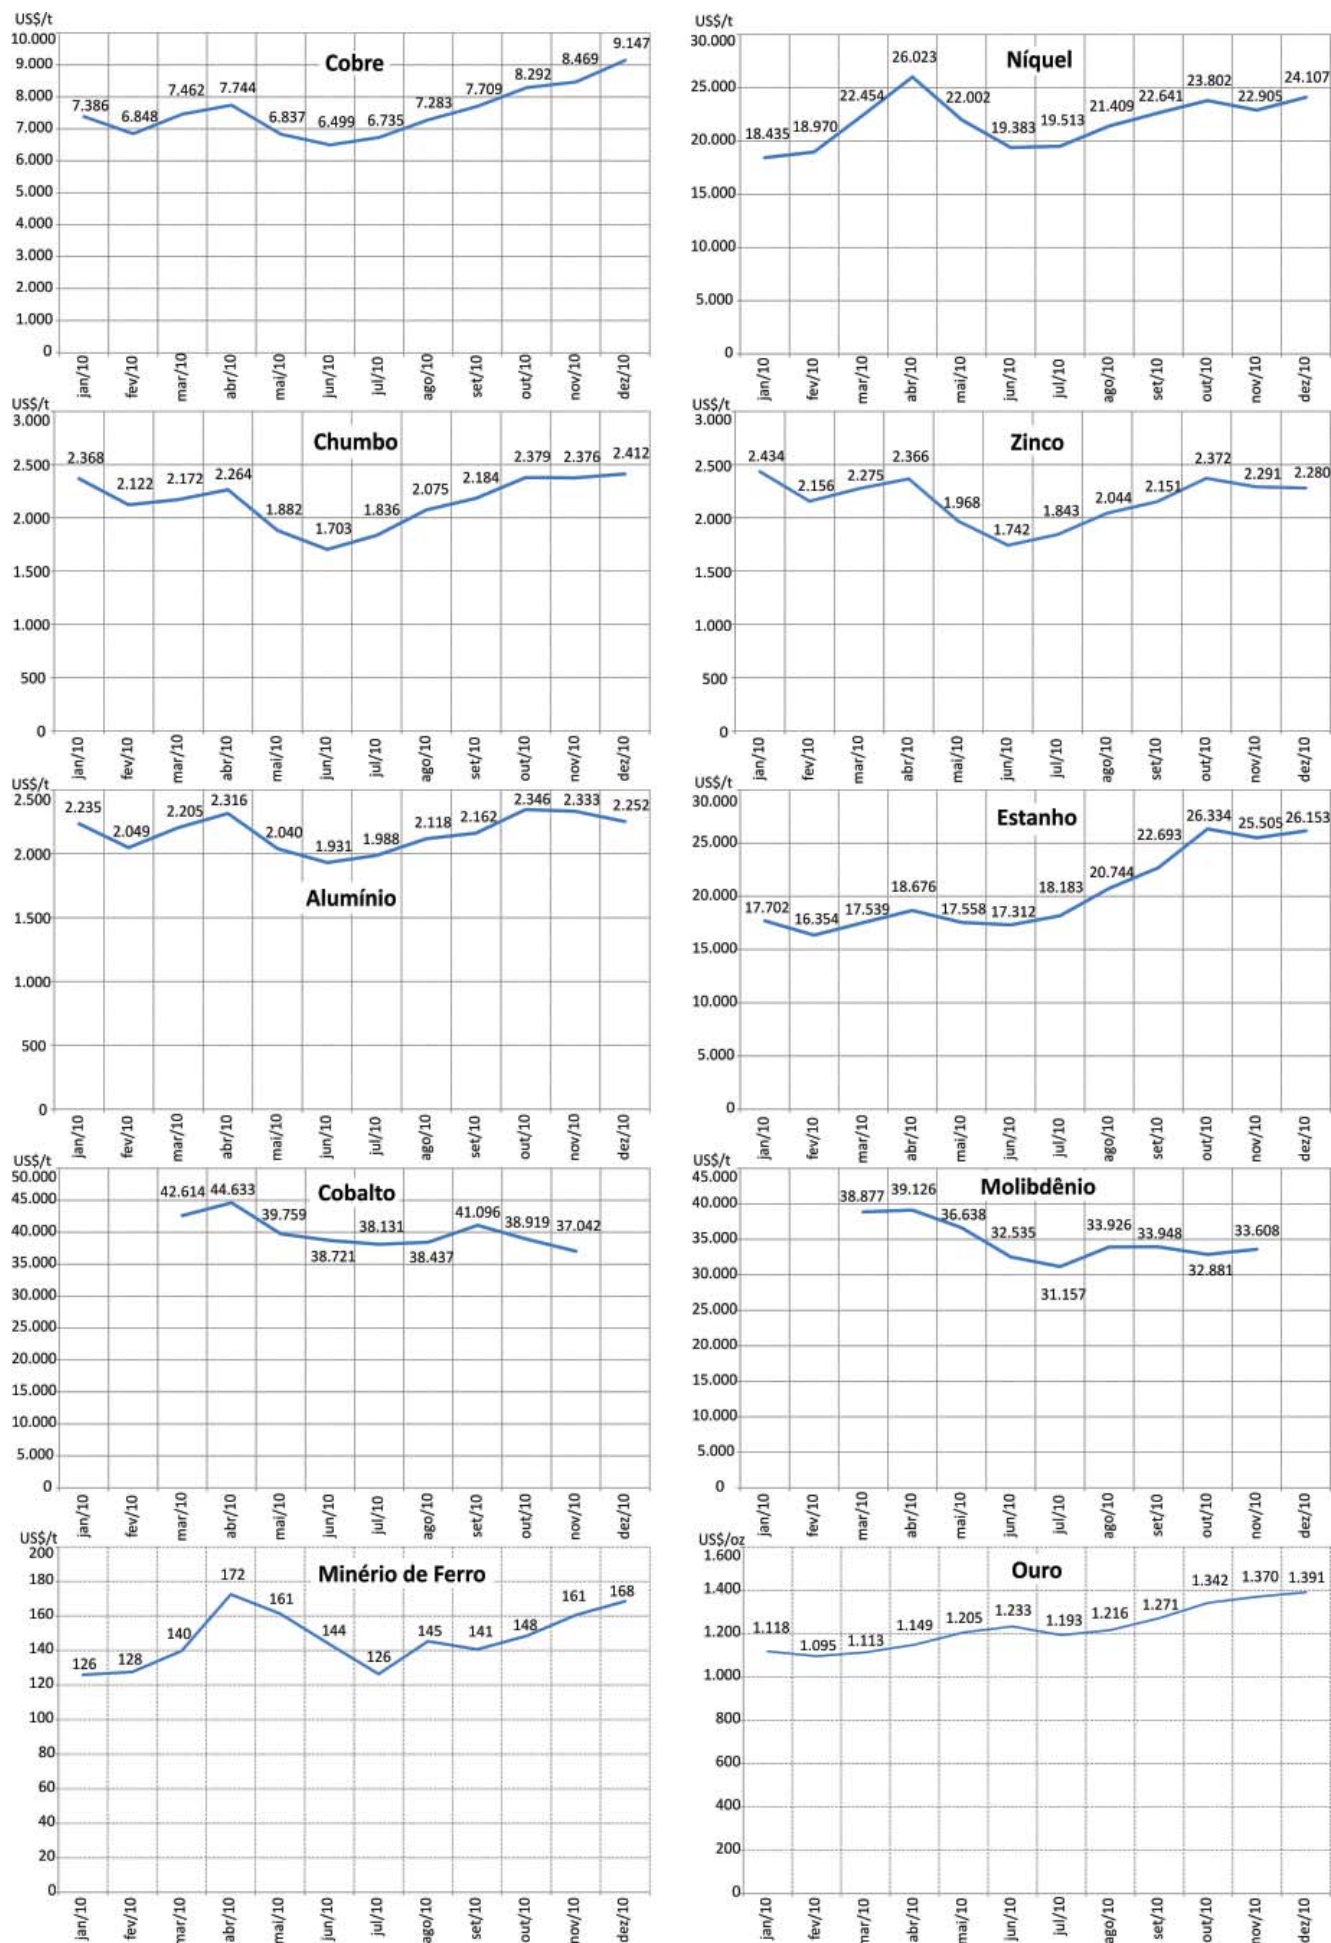 US$/t
Cobre
10.000
9.000
8.000
7.000
6.000
5.000
4.000
3.000
2.000
1.000
0
7.386
6.848
7.462
7.744
6.837
6.499
6.735
7.283
7.709
8.292
8.469
9.147
jan/10
fev/10
mar/10
abr/10
mai/10
jun/10
jul/10
ago/10
set/10
out/10
nov/10
dez/10
US$/t
Níquel
30.000
25.000
20.000
15.000
10.000
5.000
0
18.435
18.970
22.454
26.023
22.002
19.383
19.513
21.409
22.641
23.802
22.905
24.107
jan/10
fev/10
mar/10
abr/10
mai/10
jun/10
jul/10
ago/10
set/10
out/10
nov/10
dez/10
US$/t
Chumbo
3.000
2.500
2.000
1.500
1.000
500
0
2.368
2.122
2.172
2.264
1.882
1.703
1.836
2.075
2.184
2.379
2.376
2.412
jan/10
fev/10
mar/10
abr/10
mai/10
jun/10
jul/10
ago/10
set/10
out/10
nov/10
dez/10
US$/t
Zinco
3.000
2.500
2.000
1.500
1.000
500
0
2.434
2.156
2.275
2.366
1.968
1.742
1.843
2.044
2.151
2.372
2.291
2.280
jan/10
fev/10
mar/10
abr/10
mai/10
jun/10
jul/10
ago/10
set/10
out/10
nov/10
dez/10
US$/t
Alumínio
2.500
2.000
1.500
1.000
500
0
2.235
2.049
2.205
2.316
2.040
1.931
1.988
2.118
2.162
2.346
2.333
2.252
jan/10
fev/10
mar/10
abr/10
mai/10
jun/10
jul/10
ago/10
set/10
out/10
nov/10
dez/10
US$/t
Estanho
30.000
25.000
20.000
15.000
10.000
5.000
0
17.702
16.354
17.539
18.676
17.558
17.312
18.183
20.744
22.693
26.334
25.505
26.153
jan/10
fev/10
mar/10
abr/10
mai/10
jun/10
jul/10
ago/10
set/10
out/10
nov/10
dez/10
US$/t
Cobalto
50.000
45.000
40.000
35.000
30.000
25.000
20.000
15.000
10.000
5.000
0
42.614
44.633
39.759
38.721
38.131
38.437
41.096
38.919
37.042
jan/10
fev/10
mar/10
abr/10
mai/10
jun/10
jul/10
ago/10
set/10
out/10
nov/10
dez/10
US$/t
Molibdênio
45.000
40.000
35.000
30.000
25.000
20.000
15.000
10.000
5.000
0
38.877
39.126
36.638
32.535
31.157
33.926
33.948
32.881
33.608
jan/10
fev/10
mar/10
abr/10
mai/10
jun/10
jul/10
ago/10
set/10
out/10
nov/10
dez/10
US$/t
Minério de Ferro
200
180
160
140
120
100
80
60
40
20
0
126
128
140
172
161
144
126
145
141
148
161
168
jan/10
fev/10
mar/10
abr/10
mai/10
jun/10
jul/10
ago/10
set/10
out/10
nov/10
dez/10
US$/oz
Ouro
1.600
1.400
1.200
1.000
800
600
400
200
0
1.118
1.095
1.113
1.149
1.205
1.233
1.193
1.216
1.271
1.342
1.370
1.391
jan/10
fev/10
mar/10
abr/10
mai/10
jun/10
jul/10
ago/10
set/10
out/10
nov/10
dez/10